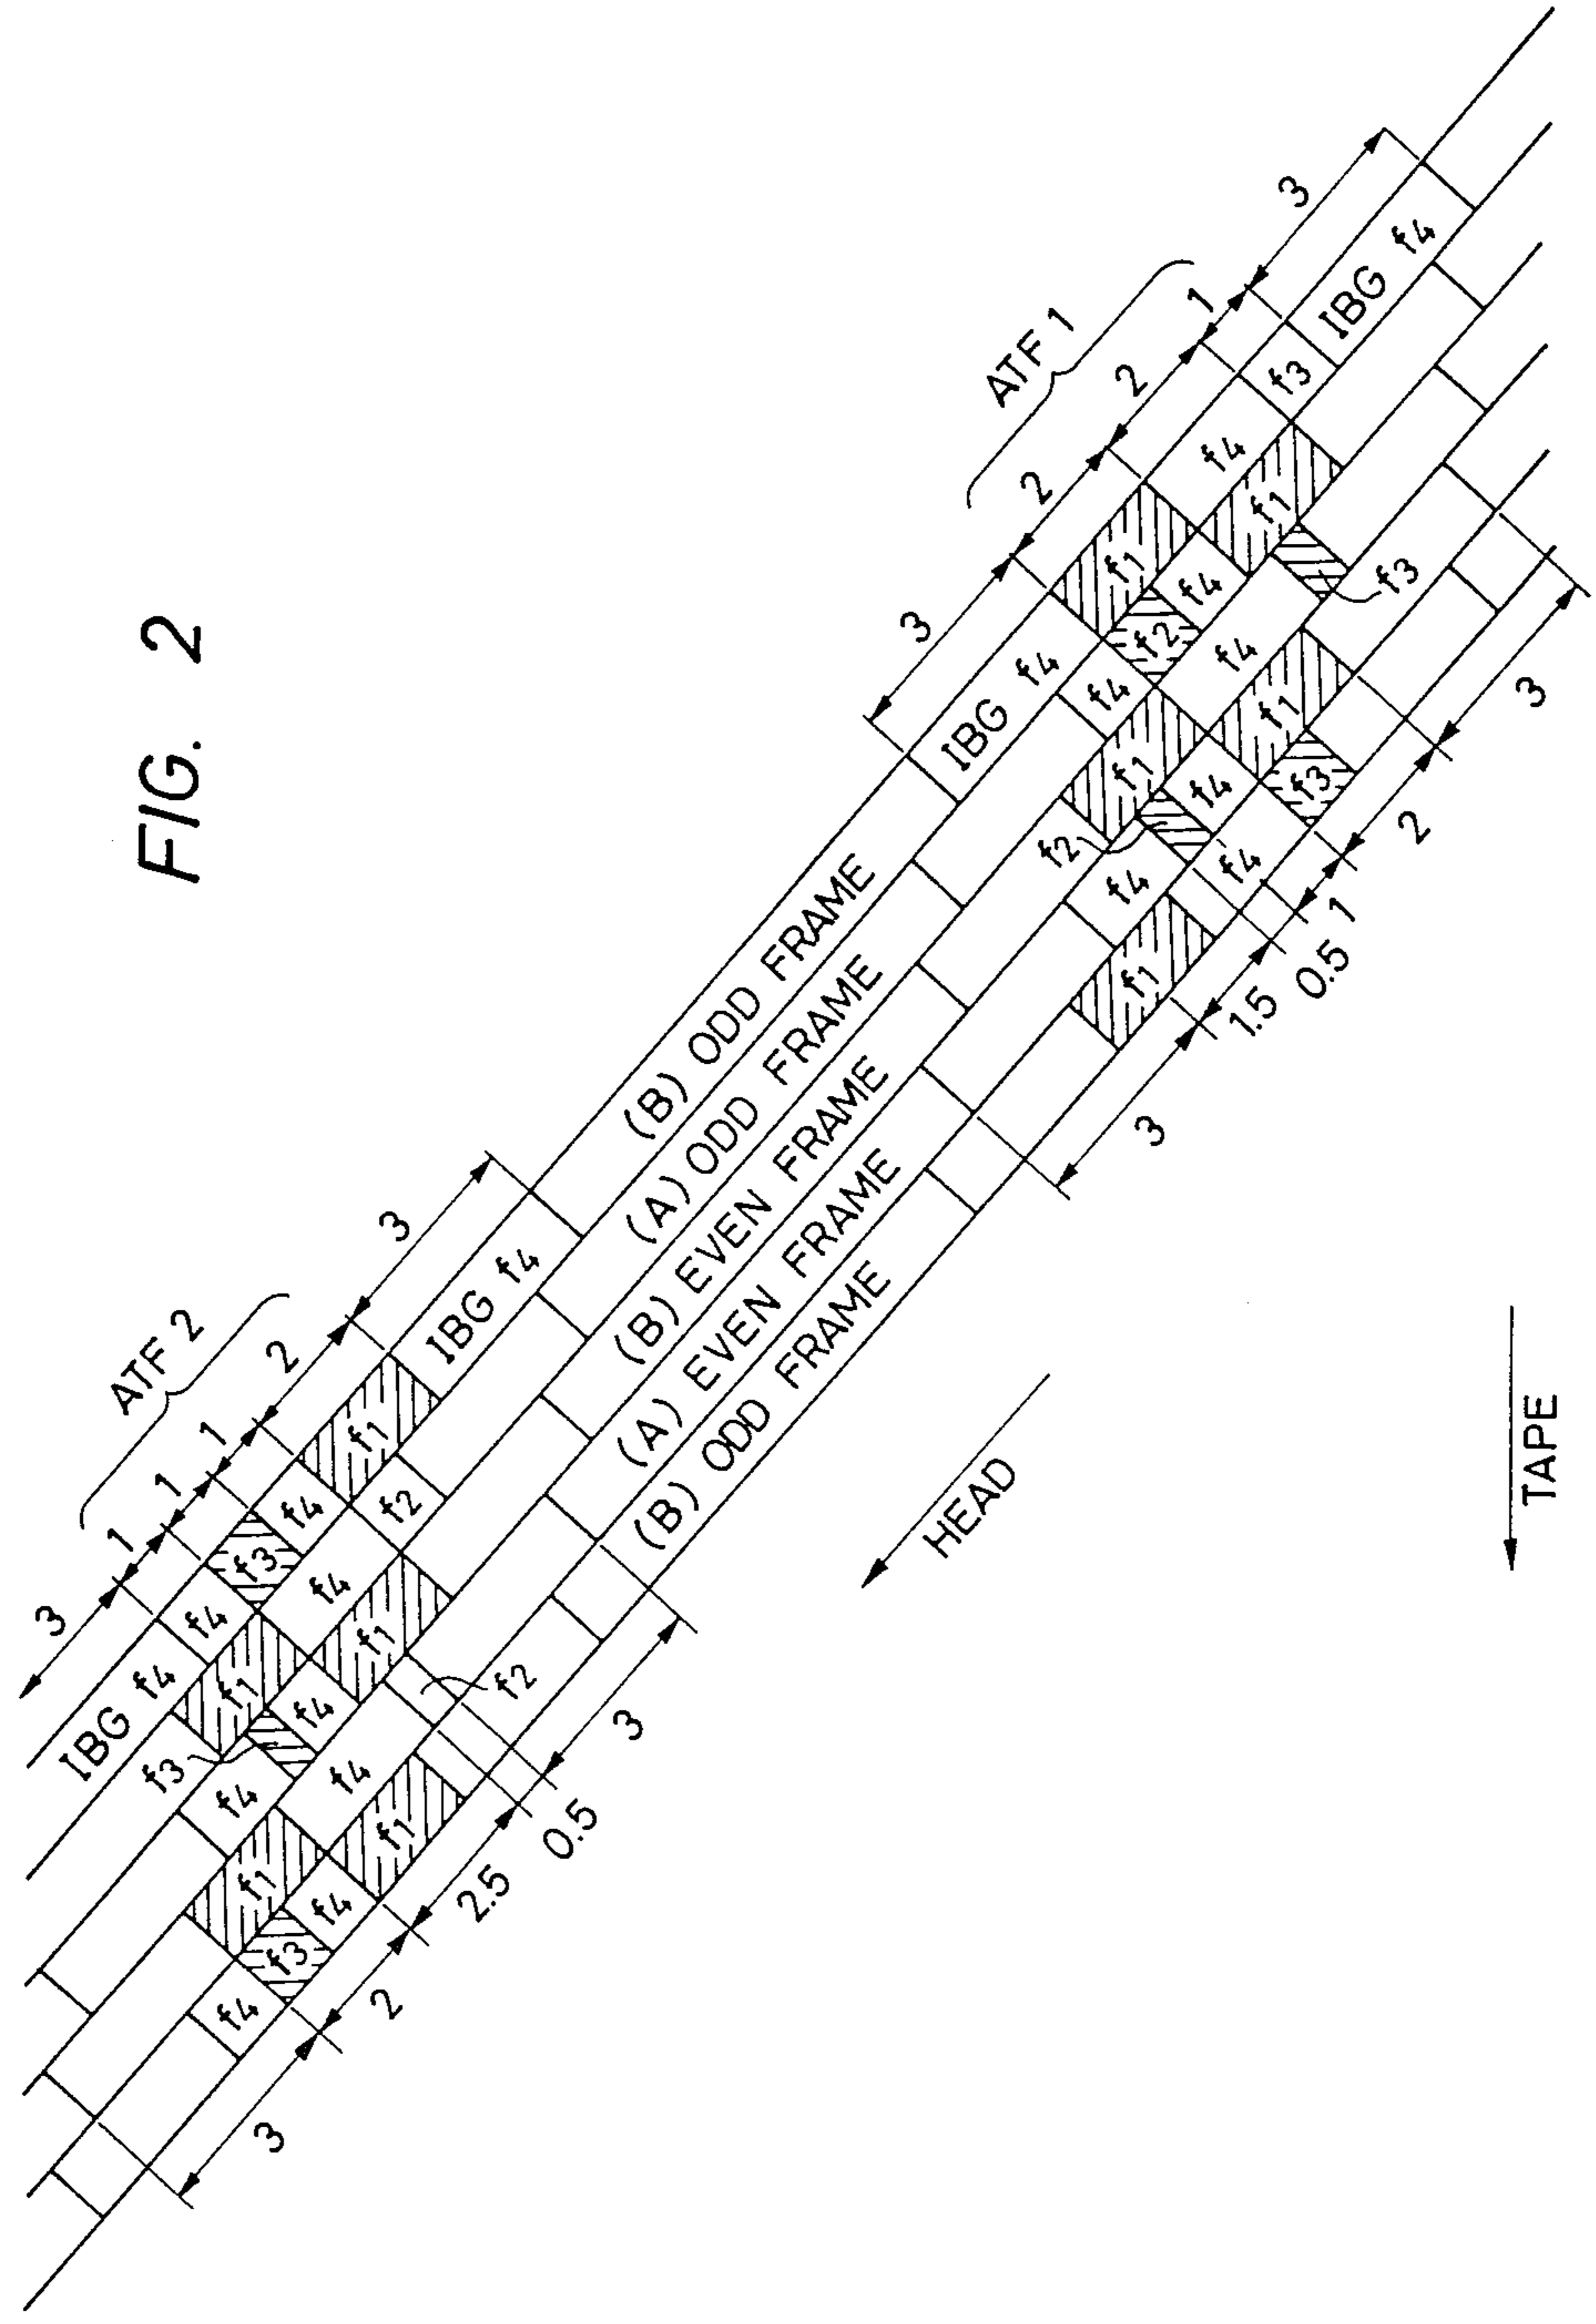 FIG. 2
3
IBG f4
3
1
f3
f4
2
ATF 1
f1
2
IBG f4
3
f1
f4
f2
f4
f3
f4
f1
f2
f1
f4
f4
f3
f4
f1
3
2
1
0.5
1.5
3
(B) ODD FRAME
(A) ODD FRAME
(B) EVEN FRAME
(A) EVEN FRAME
(B) ODD FRAME
3
IBG f4
ATF 2
2
1
1
1
3
f1
f4
f3
f4
IBG f4
f2
f4
f1
f3
f1
f4
f4
f2
f4
f1
f1
f4
f3
f4
3
0.5
2.5
2
3
HEAD
TAPE